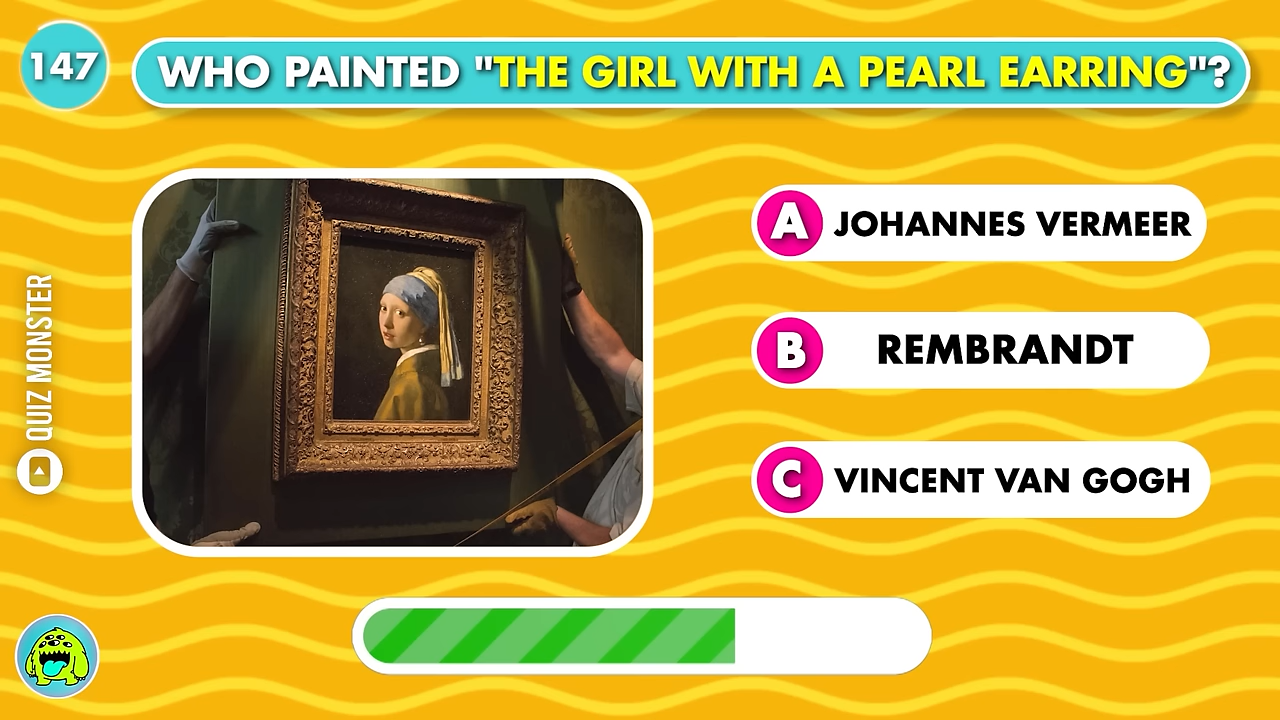 147
WHO PAINTED "THE GIRL WITH A PEARL EARRING"?
A JOHANNES VERMEER
B REMBRANDT
C VINCENT VAN GOGH
QUIZ MONSTER